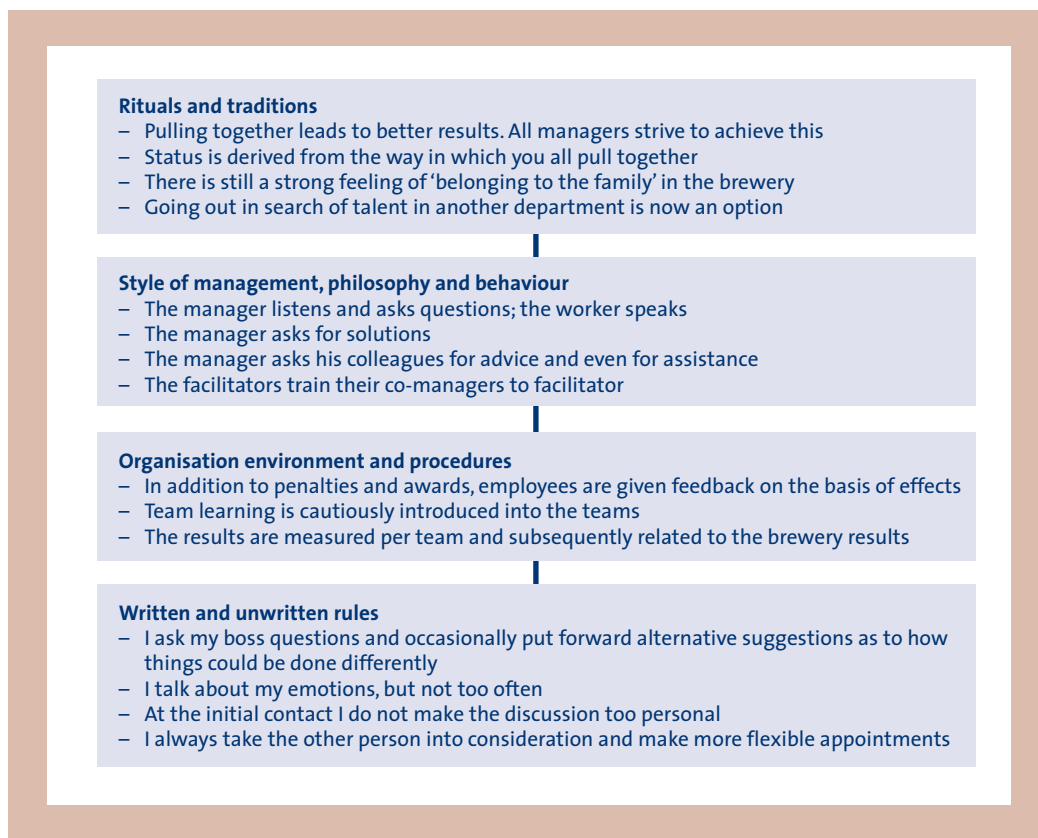 Rituals and traditions
– Pulling together leads to better results. All managers strive to achieve this
– Status is derived from the way in which you all pull together
– There is still a strong feeling of ‘belonging to the family’ in the brewery
– Going out in search of talent in another department is now an option
Style of management, philosophy and behaviour
– The manager listens and asks questions; the worker speaks
– The manager asks for solutions
– The manager asks his colleagues for advice and even for assistance
– The facilitators train their co-managers to facilitator
Organisation environment and procedures
– In addition to penalties and awards, employees are given feedback on the basis of effects
– Team learning is cautiously introduced into the teams
– The results are measured per team and subsequently related to the brewery results
Written and unwritten rules
– I ask my boss questions and occasionally put forward alternative suggestions as to how
things could be done differently
– I talk about my emotions, but not too often
– At the initial contact I do not make the discussion too personal
– I always take the other person into consideration and make more flexible appointments